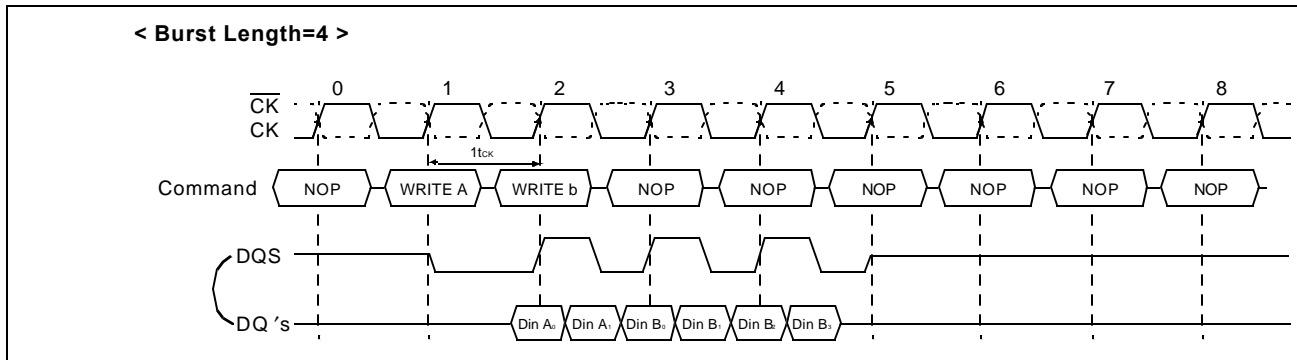 < Burst Length=4 >
0 1 2 3 4 5 6 7 8
CK
CK
1tCK
Command NOP WRITE A WRITE b NOP NOP NOP NOP NOP NOP
DQS
DQ 's Din A0 Din A1 Din B0 Din B1 Din B2 Din B3